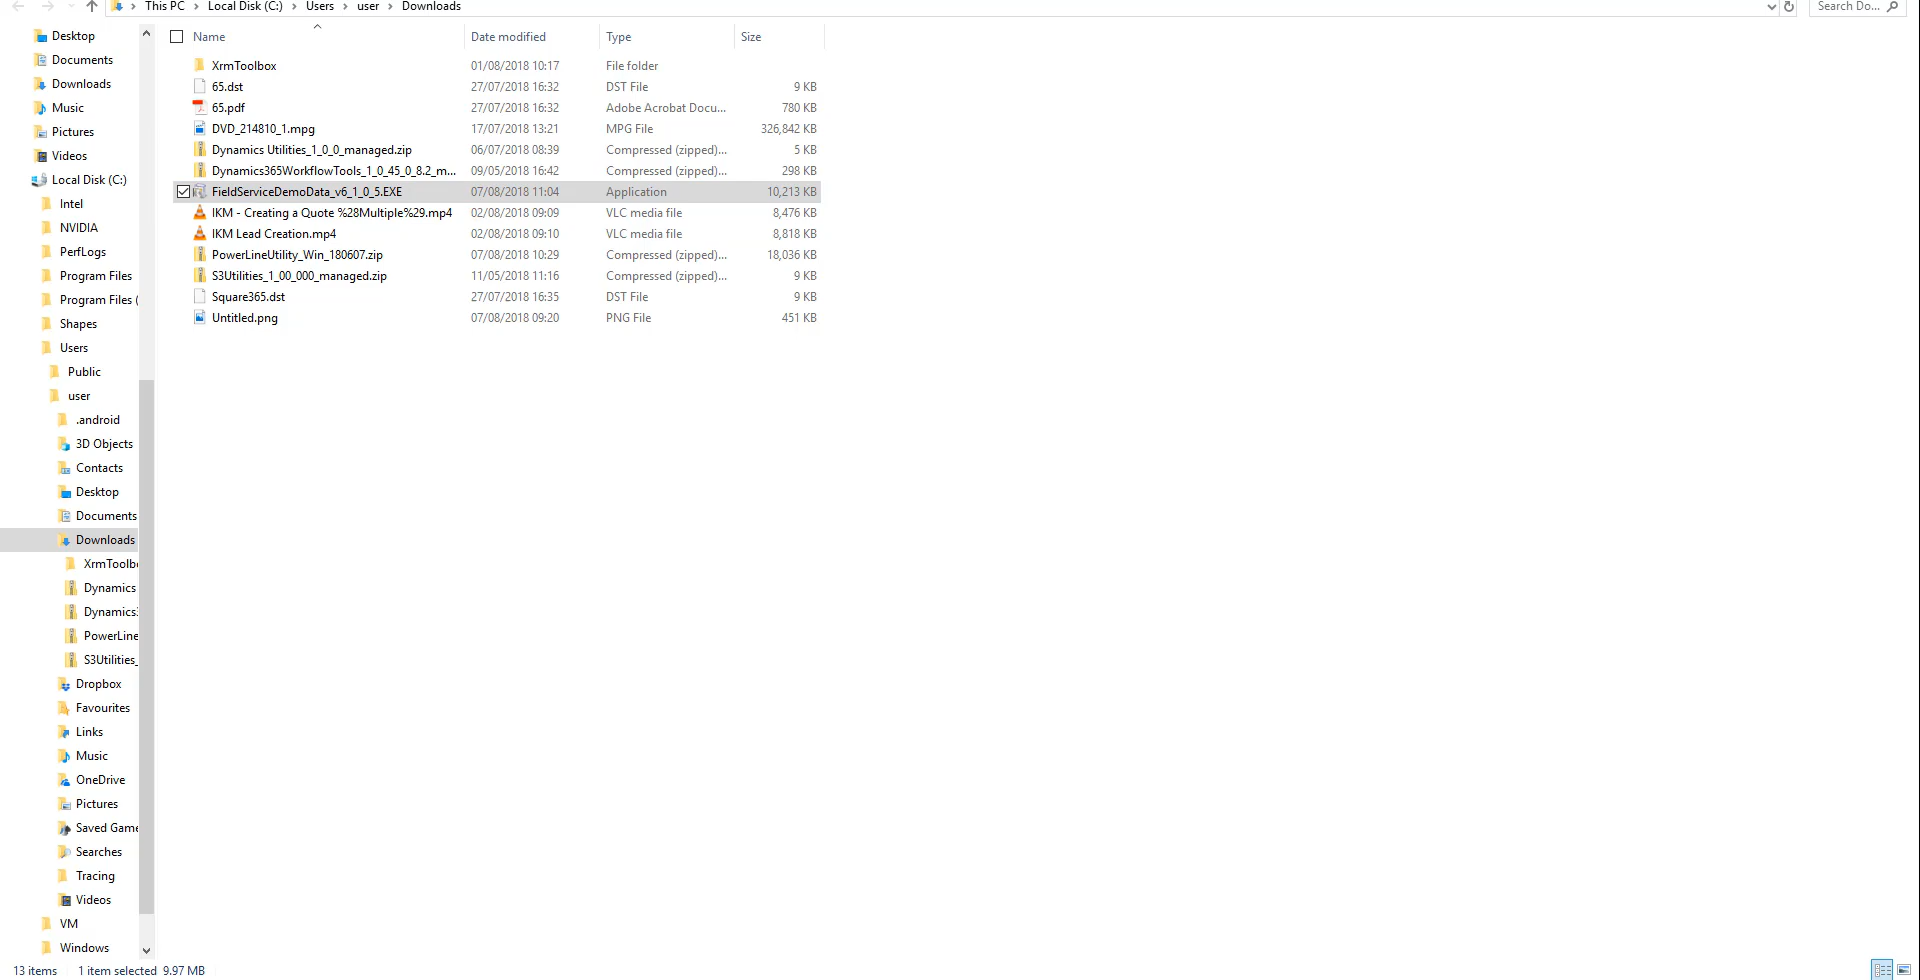 This PC > Local Disk (C:) > Users > user > Downloads
Search Do...
Desktop
Documents
Downloads
Music
Pictures
Videos
Local Disk (C:)
Intel
NVIDIA
PerfLogs
Program Files
Program Files (
Shapes
Users
Public
user
.android
3D Objects
Contacts
Desktop
Documents
Downloads
XrmToolb
Dynamics
Dynamics
PowerLine
S3Utilities_
Dropbox
Favourites
Links
Music
OneDrive
Pictures
Saved Game
Searches
Tracing
Videos
VM
Windows
Name Date modified Type Size
XrmToolbox 01/08/2018 10:17 File folder
65.dst 27/07/2018 16:32 DST File 9 KB
65.pdf 27/07/2018 16:32 Adobe Acrobat Docu... 780 KB
DVD_214810_1.mpg 17/07/2018 13:21 MPG File 326,842 KB
Dynamics Utilities_1_0_0_managed.zip 06/07/2018 08:39 Compressed (zipped)... 5 KB
Dynamics365WorkflowTools_1_0_45_0_8.2_m... 09/05/2018 16:42 Compressed (zipped)... 298 KB
FieldServiceDemoData_v6_1_0_5.EXE 07/08/2018 11:04 Application 10,213 KB
IKM - Creating a Quote %28Multiple%29.mp4 02/08/2018 09:09 VLC media file 8,476 KB
IKM Lead Creation.mp4 02/08/2018 09:10 VLC media file 8,818 KB
PowerLineUtility_Win_180607.zip 07/08/2018 10:29 Compressed (zipped)... 18,036 KB
S3Utilities_1_00_000_managed.zip 11/05/2018 11:16 Compressed (zipped)... 9 KB
Square365.dst 27/07/2018 16:35 DST File 9 KB
Untitled.png 07/08/2018 09:20 PNG File 451 KB
13 items 1 item selected 9.97 MB